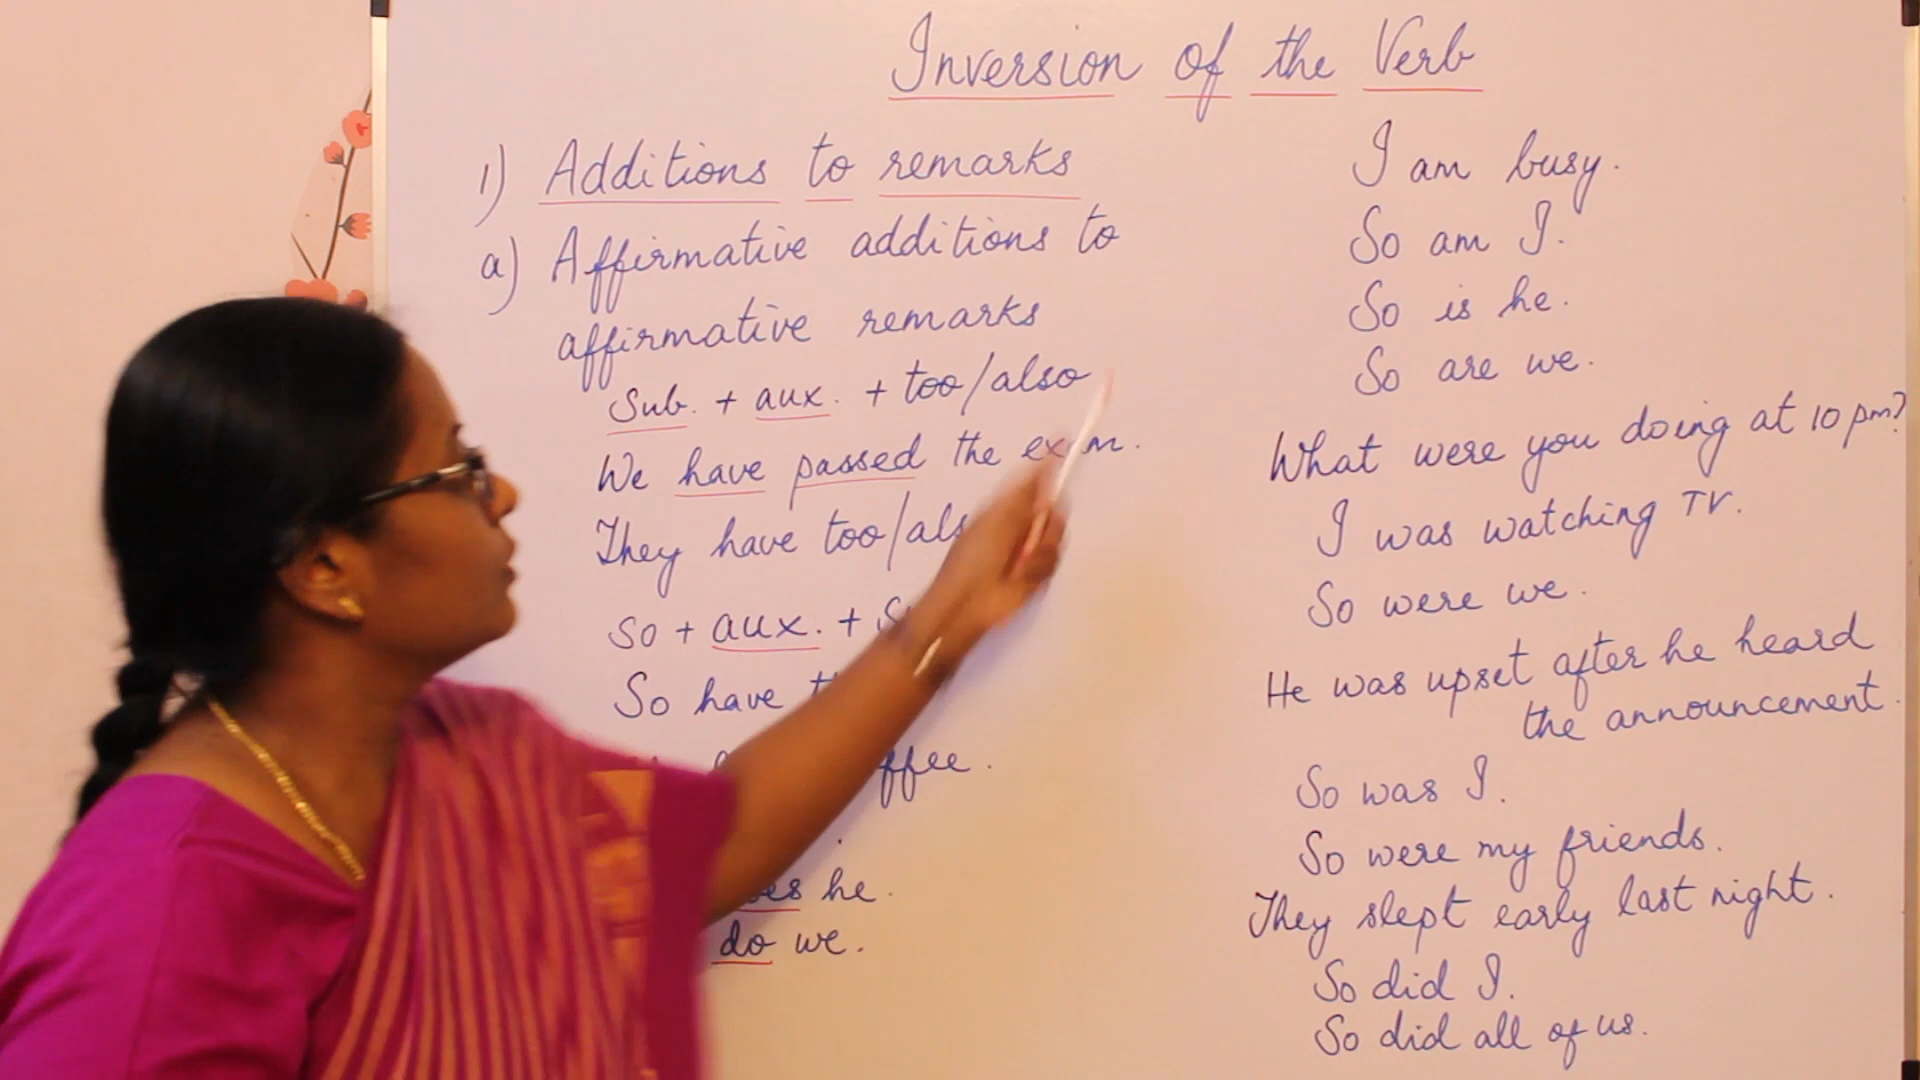 Inversion of the Verb
1) Additions to remarks
a) Affirmative additions to
affirmative remarks
Sub. + aux. + too/also
We have passed the exam.
They have too/als
so + aux. + S
So have
ffee.
he.
do we.
I am busy.
So am I.
So is he.
So are we.
What were you doing at 10 pm?
I was watching TV.
So were we.
He was upset after he heard
the announcement.
So was I.
So were my friends.
They slept early last night.
So did I.
So did all of us.